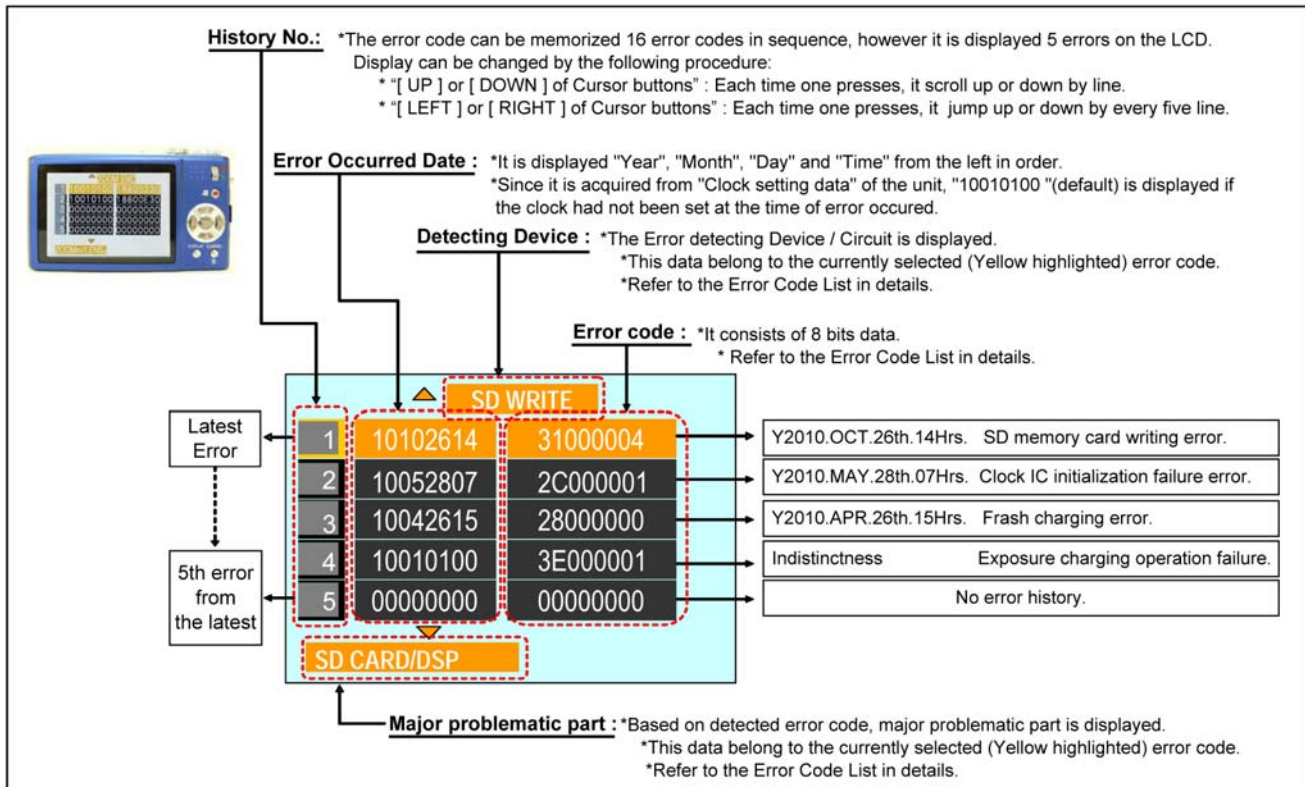 History No.: *The error code can be memorized 16 error codes in sequence, however it is displayed 5 errors on the LCD.
Display can be changed by the following procedure:
* "[ UP ] or [ DOWN ] of Cursor buttons" : Each time one presses, it scroll up or down by line.
* "[ LEFT ] or [ RIGHT ] of Cursor buttons" : Each time one presses, it jump up or down by every five line.
Error Occurred Date : *It is displayed "Year", "Month", "Day" and "Time" from the left in order.
*Since it is acquired from "Clock setting data" of the unit, "10010100 "(default) is displayed if
the clock had not been set at the time of error occured.
Detecting Device : *The Error detecting Device / Circuit is displayed.
*This data belong to the currently selected (Yellow highlighted) error code.
*Refer to the Error Code List in details.
Error code : *It consists of 8 bits data.
* Refer to the Error Code List in details.
SD WRITE
Latest
Error
1 10102614 31000004 Y2010.OCT.26th.14Hrs. SD memory card writing error.
2 10052807 2C000001 Y2010.MAY.28th.07Hrs. Clock IC initialization failure error.
3 10042615 28000000 Y2010.APR.26th.15Hrs. Frash charging error.
4 10010100 3E000001 Indistinctness Exposure charging operation failure.
5 00000000 00000000 No error history.
5th error
from
the latest
SD CARD/DSP
Major problematic part : *Based on detected error code, major problematic part is displayed.
*This data belong to the currently selected (Yellow highlighted) error code.
*Refer to the Error Code List in details.